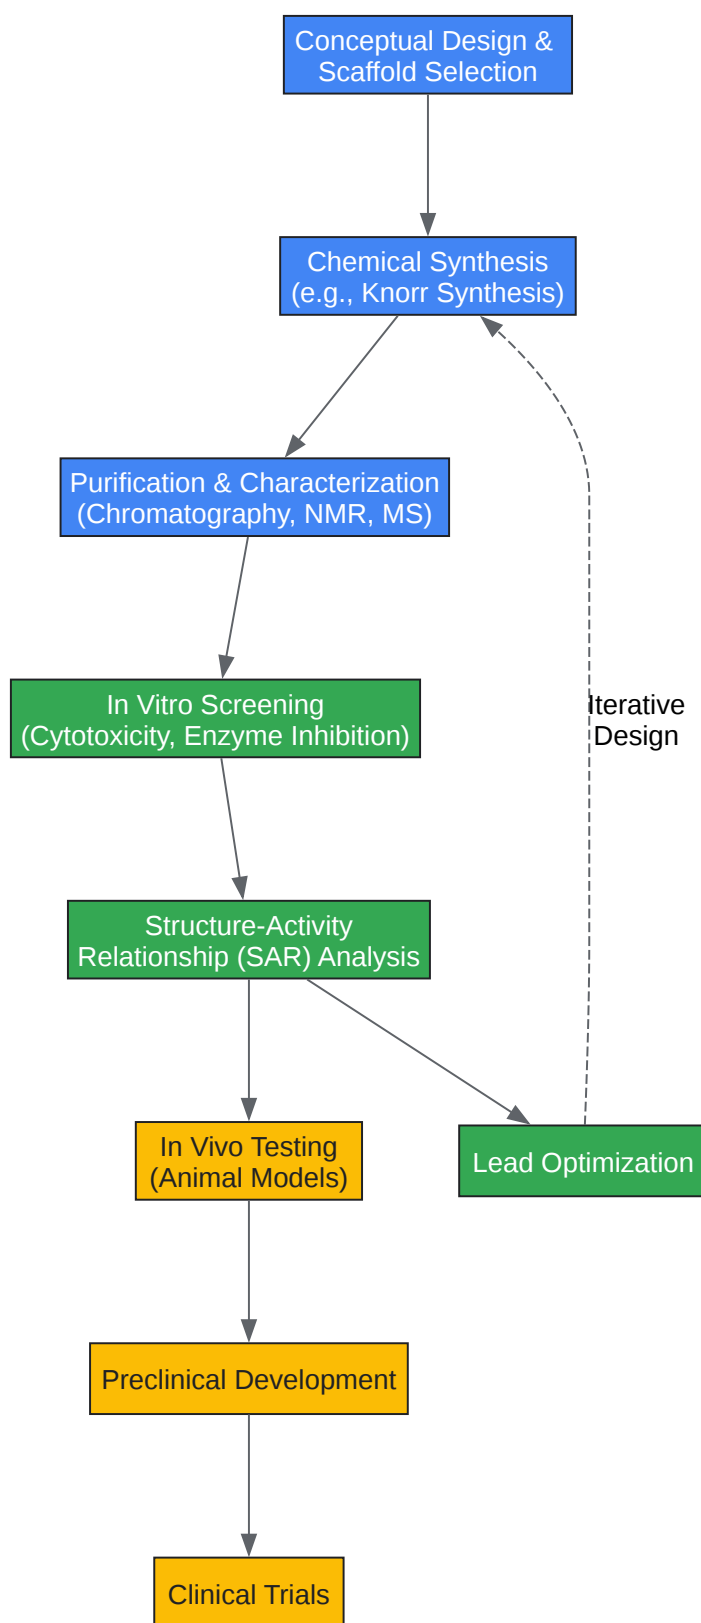 Conceptual Design &
Scaffold Selection
Chemical Synthesis
(e.g., Knorr Synthesis)
Purification & Characterization
(Chromatography, NMR, MS)
In Vitro Screening
(Cytotoxicity, Enzyme Inhibition)
Iterative
Design
Structure-Activity
Relationship (SAR) Analysis
In Vivo Testing
(Animal Models)
Lead Optimization
Preclinical Development
Clinical Trials